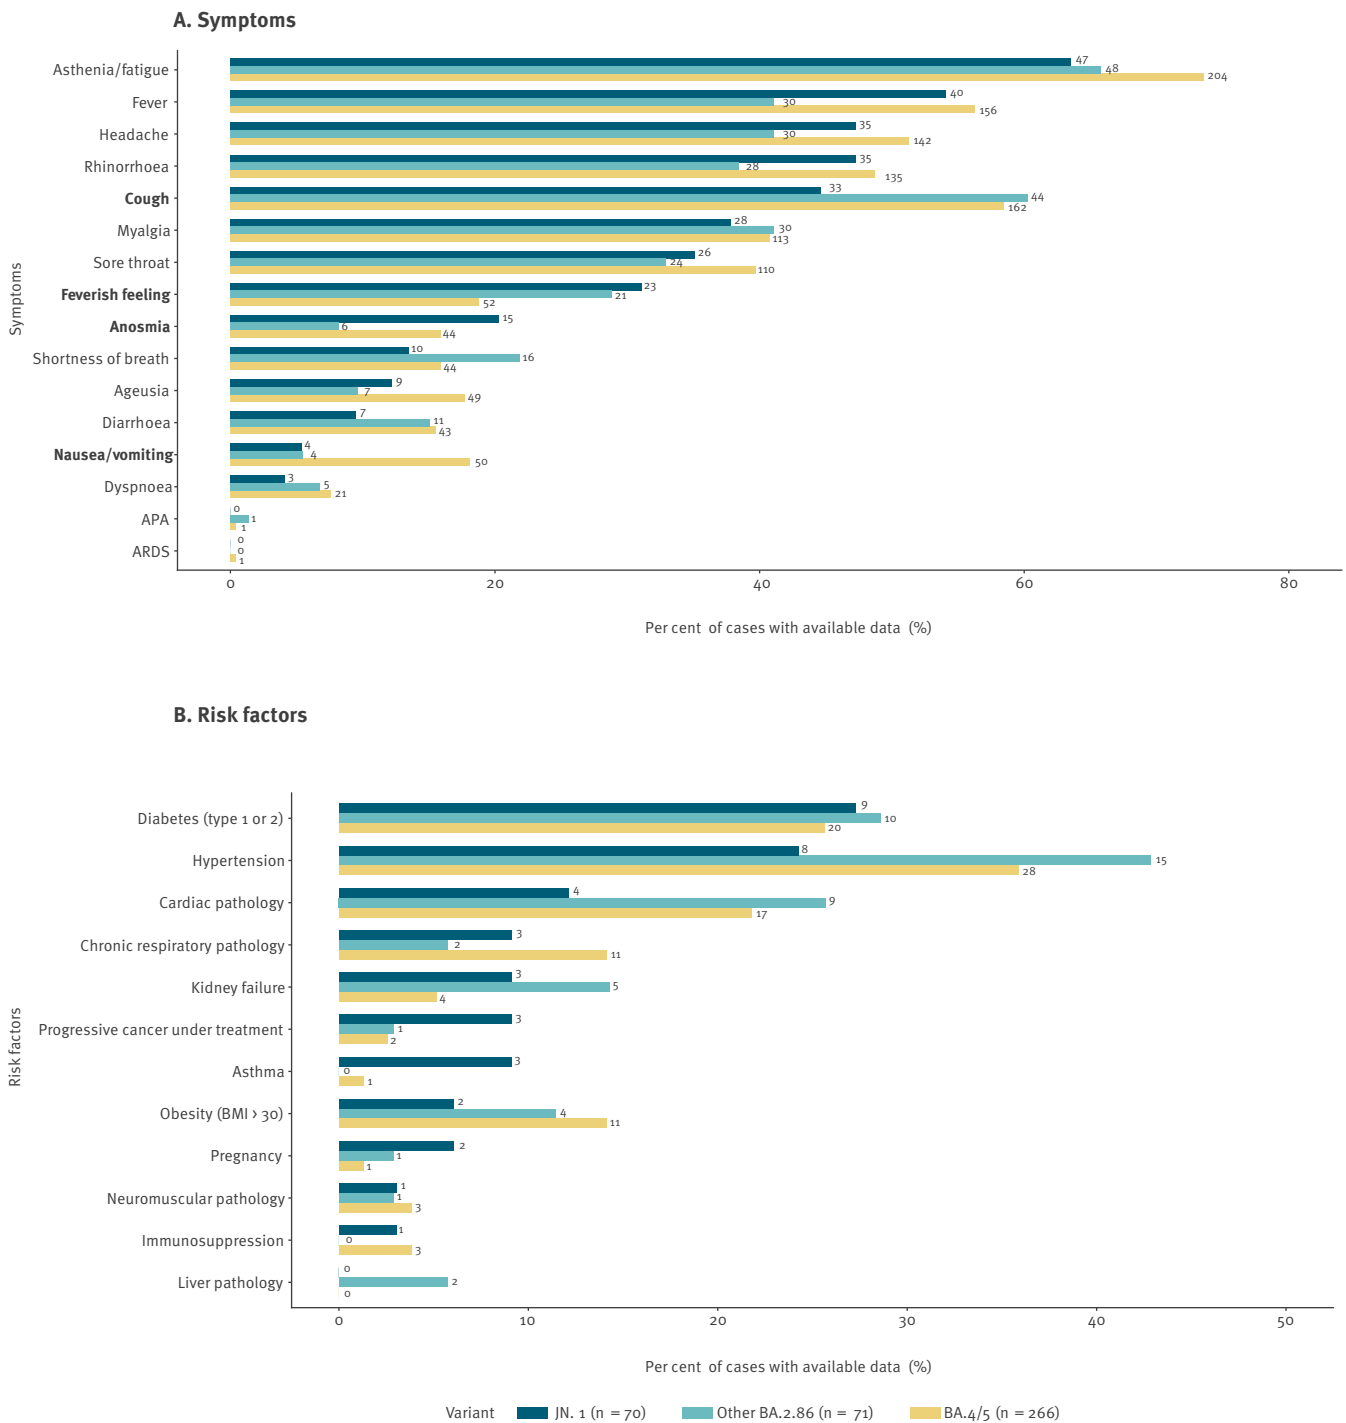 A. Symptoms
Symptoms
Asthenia/fatigue 47 48 204
Fever 40 30 156
Headache 35 30 142
Rhinorrhoea 35 28 135
Cough 33 44 162
Myalgia 28 30 113
Sore throat 26 24 110
Feverish feeling 23 21 52
Anosmia 15 6 44
Shortness of breath 10 16 44
Ageusia 9 7 49
Diarrhoea 7 11 43
Nausea/vomiting 4 4 50
Dyspnoea 3 5 21
APA 0 1 1
ARDS 0 0 1
0 20 40 60 80
Per cent of cases with available data (%)
B. Risk factors
Risk factors
Diabetes (type 1 or 2) 9 10 20
Hypertension 8 15 28
Cardiac pathology 4 9 17
Chronic respiratory pathology 3 2 11
Kidney failure 3 5 4
Progressive cancer under treatment 3 1 2
Asthma 3 0 1
Obesity (BMI > 30) 2 4 11
Pregnancy 2 1 1
Neuromuscular pathology 1 1 3
Immunosuppression 1 0 3
Liver pathology 0 2 0
0 10 20 30 40 50
Per cent of cases with available data (%)
Variant JN. 1 (n = 70) Other BA.2.86 (n = 71) BA.4/5 (n = 266)